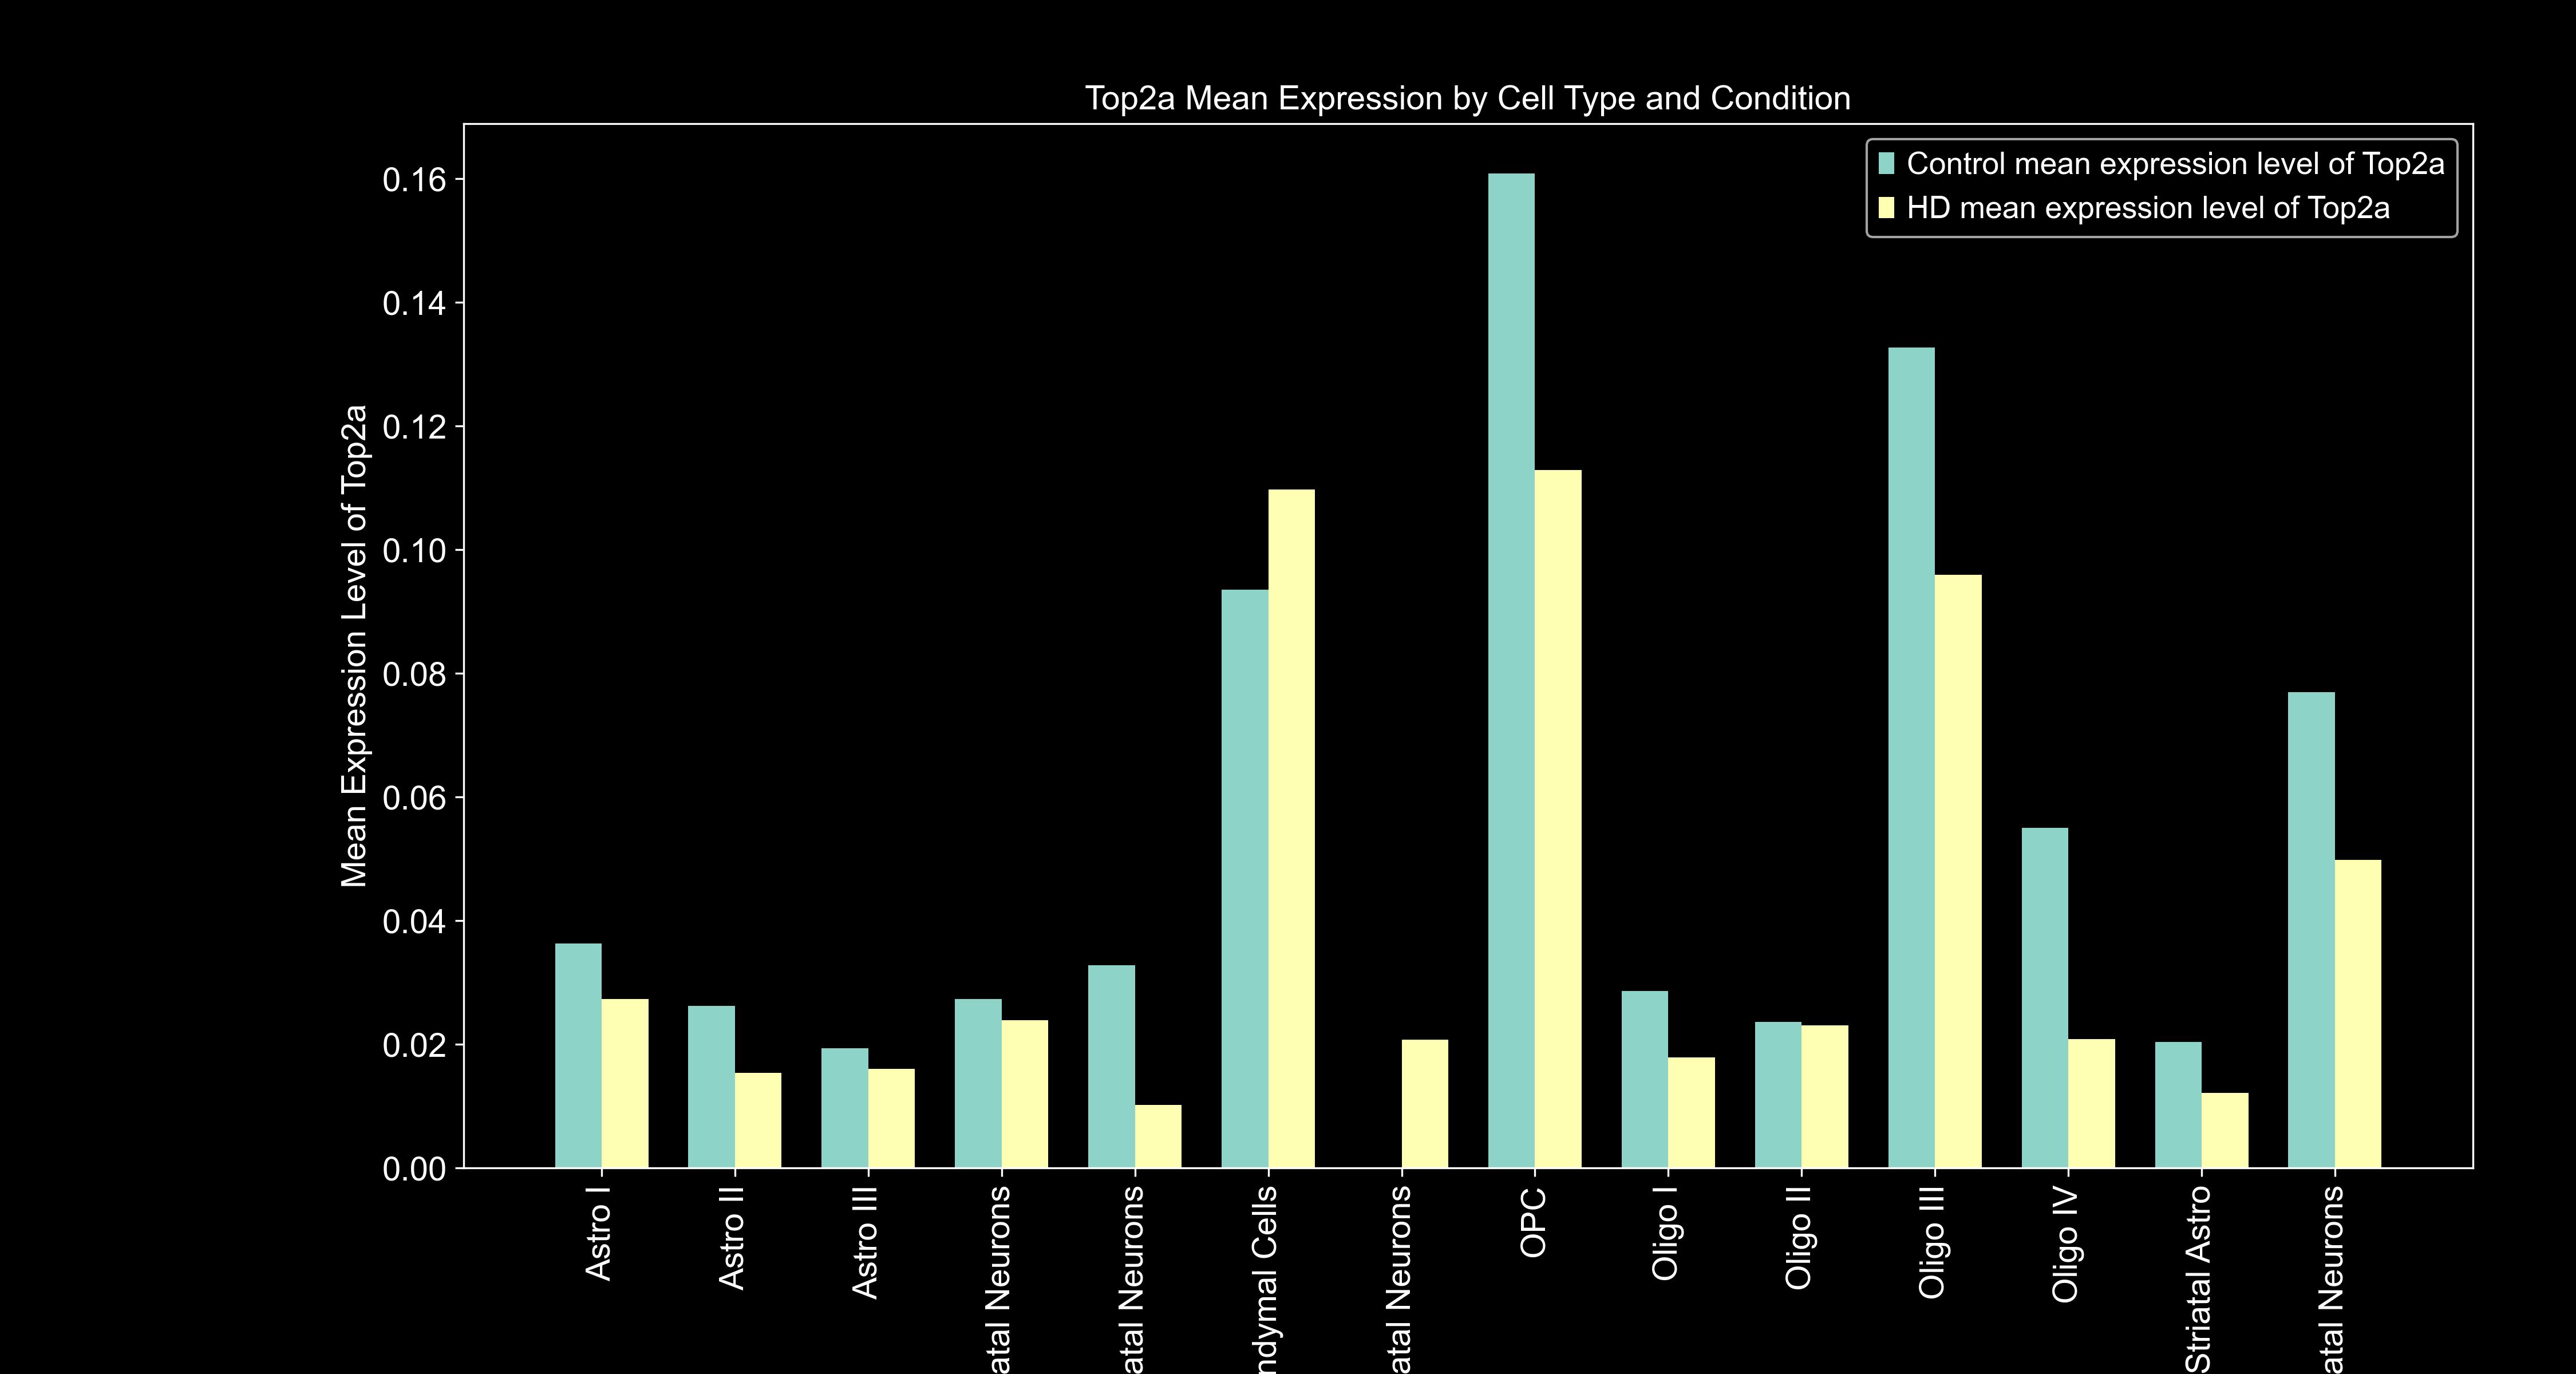 Top2a Mean Expression by Cell Type and Condition
Control mean expression level of Top2a
HD mean expression level of Top2a
Mean Expression Level of Top2a
0.16
0.14
0.12
0.10
0.08
0.06
0.04
0.02
0.00
Astro I
Astro II
Astro III
atal Neurons
atal Neurons
ndymal Cells
atal Neurons
OPC
Oligo I
Oligo II
Oligo III
Oligo IV
Striatal Astro
atal Neurons